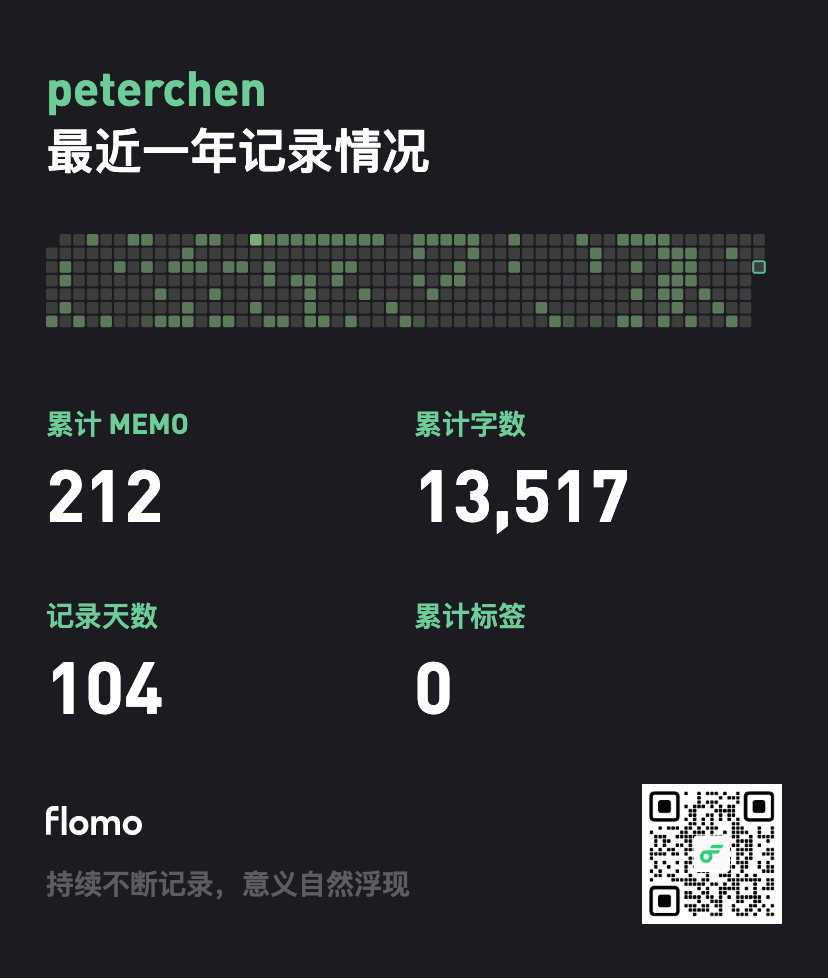 peterchen
最近一年记录情况
累计 MEMO
累计字数
212
13,517
记录天数
累计标签
104
0
flomo
持续不断记录，意义自然浮现